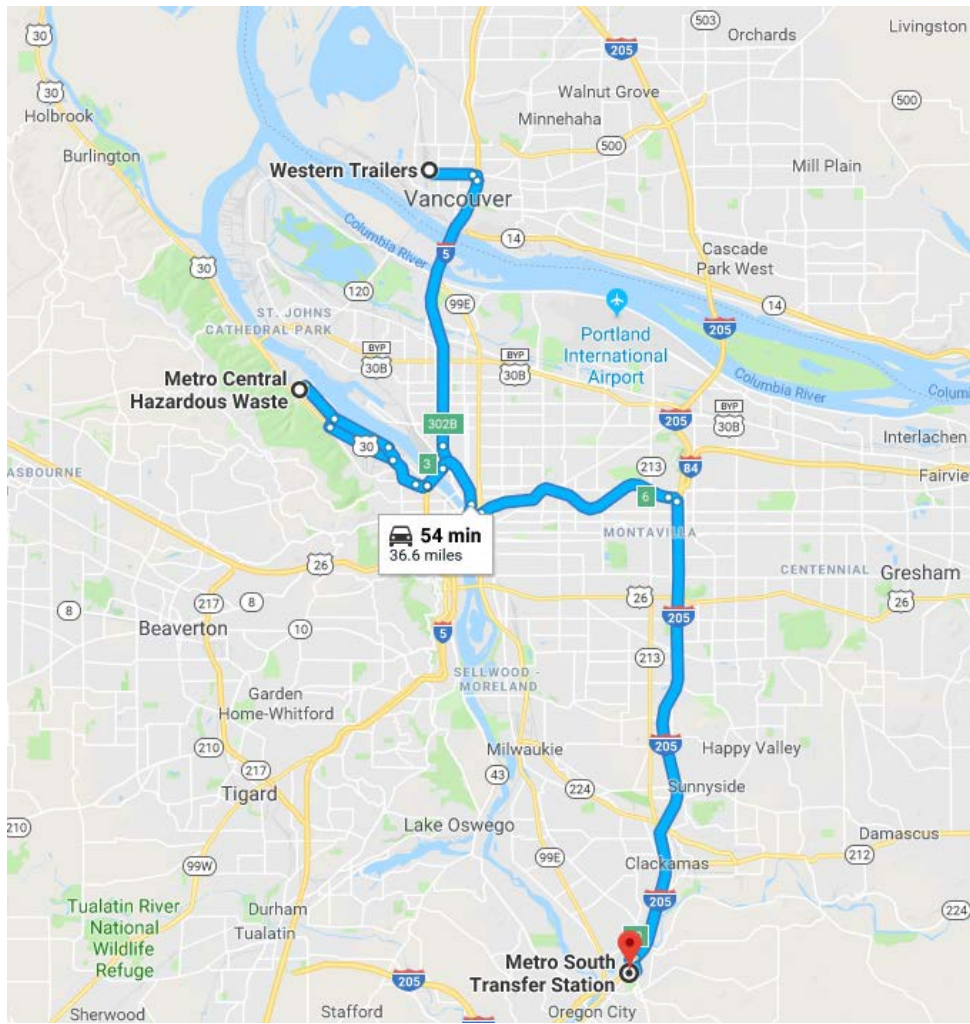 503
Orchards
Livingston
30
205
30
Holbrook
Walnut Grove
Minnehaha
500
500
Burlington
Western Trailers
Vancouver
Mill Plain
Columbia River
5
14
Cascade
Park West
30
120
99E
14
ST. JOHNS
CATHEDRAL PARK
205
Portland
International
Airport
BYP
30B
BYP
30B
Columbia River
Columb
Metro Central
Hazardous Waste
BYP
30B
205
302B
Interlachen
30
3
213
84
Fairview
ASBOURNE
6
54 min
36.6 miles
MONTAVILLA
26
CENTENNIAL
Gresham
26
26
217
8
8
Beaverton
10
5
205
213
SELLWOOD -
MORELAND
Garden
Home-Whitford
210
Milwaukie
205
Happy Valley
217
43
Tigard
224
Sunnyside
210
Lake Oswego
Damascus
99W
99E
212
Clackamas
205
224
Tualatin River
National
Wildlife
Refuge
Durham
Tualatin
Metro South
Transfer Station
205
Sherwood
Stafford
Oregon City